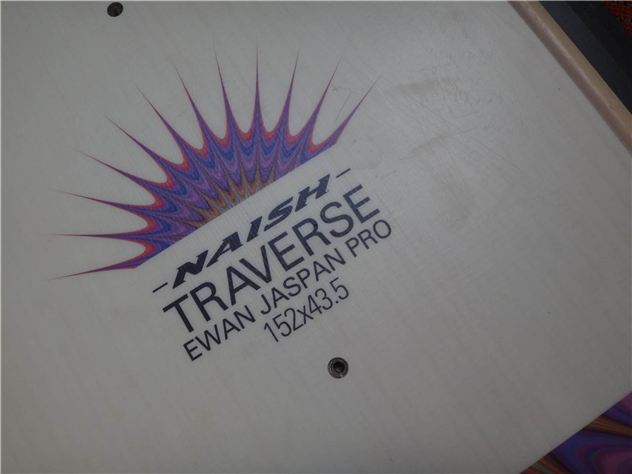 -NAISH-
TRAVERSE
EWAN JASPAN PRO
152x43.5